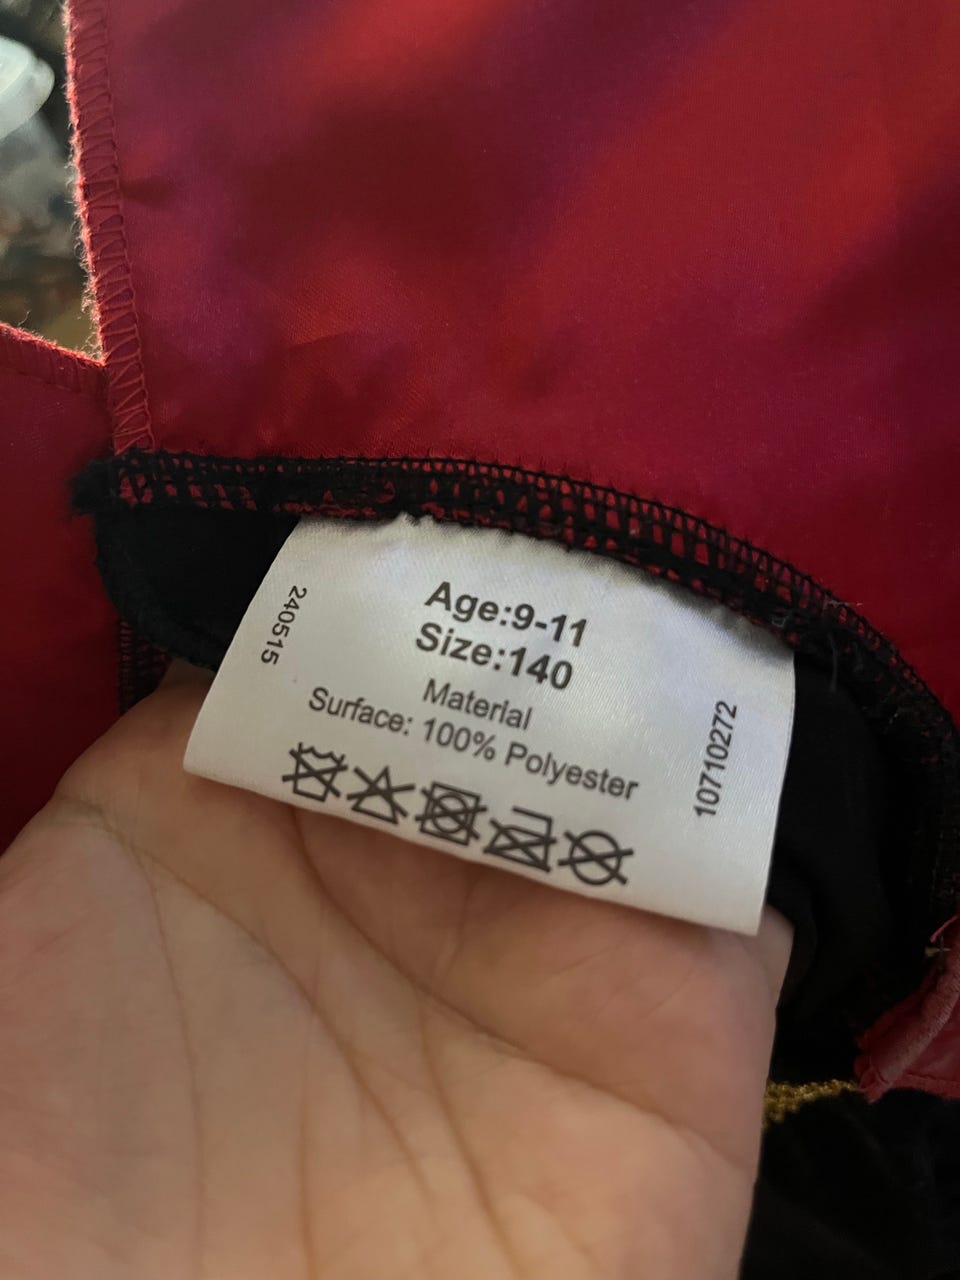 240515
Age:9-11
Size:140
Material
Surface: 100% Polyester
10710272